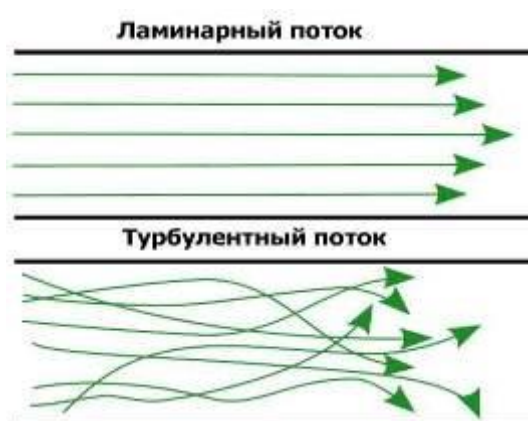 Ламинарный поток
Турбулентный поток